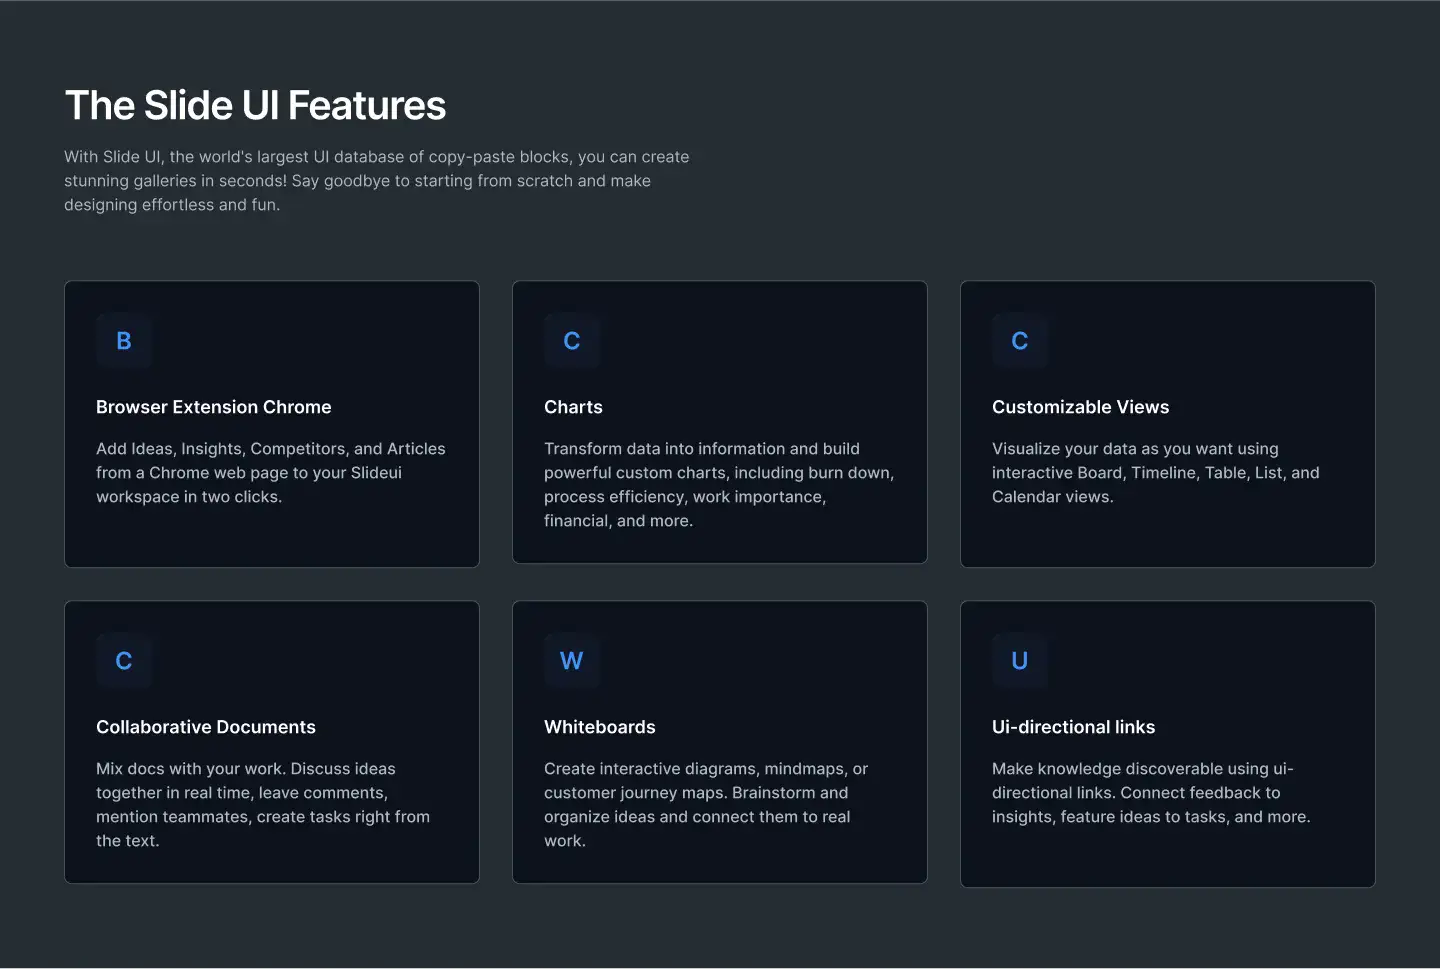 The Slide UI Features
With Slide UI, the world's largest UI database of copy-paste blocks, you can create
stunning galleries in seconds! Say goodbye to starting from scratch and make
designing effortless and fun.
B
Browser Extension Chrome
Add Ideas, Insights, Competitors, and Articles
from a Chrome web page to your Slideui
workspace in two clicks.
C
Charts
Transform data into information and build
powerful custom charts, including burn down,
process efficiency, work importance,
financial, and more.
C
Customizable Views
Visualize your data as you want using
interactive Board, Timeline, Table, List, and
Calendar views.
C
Collaborative Documents
Mix docs with your work. Discuss ideas
together in real time, leave comments,
mention teammates, create tasks right from
the text.
W
Whiteboards
Create interactive diagrams, mindmaps, or
customer journey maps. Brainstorm and
organize ideas and connect them to real
work.
U
Ui-directional links
Make knowledge discoverable using ui-
directional links. Connect feedback to
insights, feature ideas to tasks, and more.